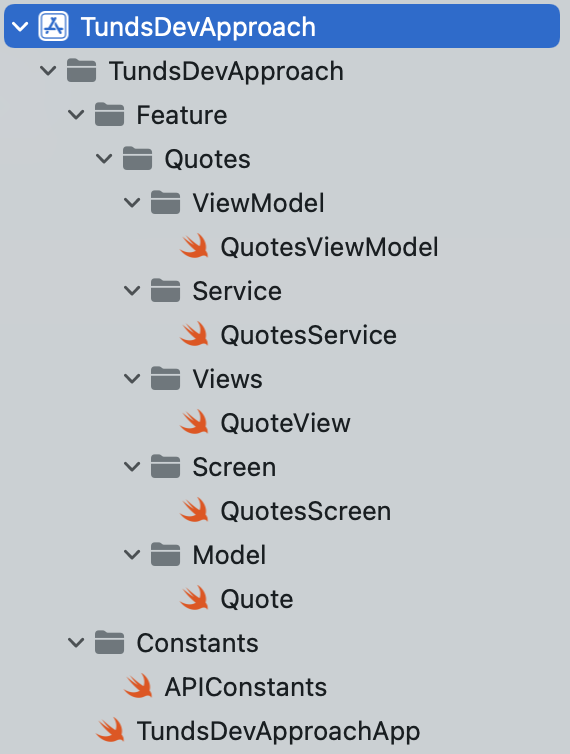 TundsDevApproach
TundsDevApproach
Feature
Quotes
ViewModel
QuotesViewModel
Service
QuotesService
Views
QuoteView
Screen
QuotesScreen
Model
Quote
Constants
APIConstants
TundsDevApproachApp